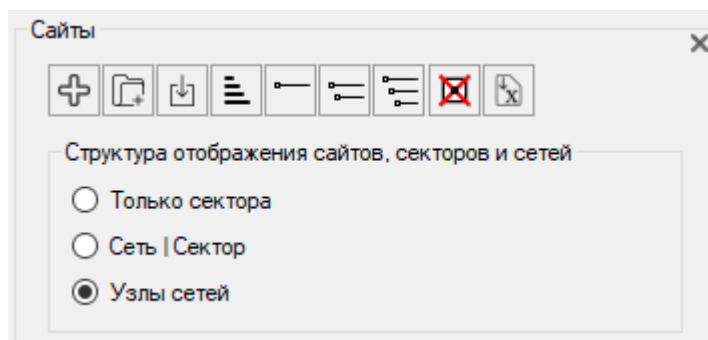 Сайты
Структура отображения сайтов, секторов и сетей
Только сектора
Сеть | Сектор
Узлы сетей